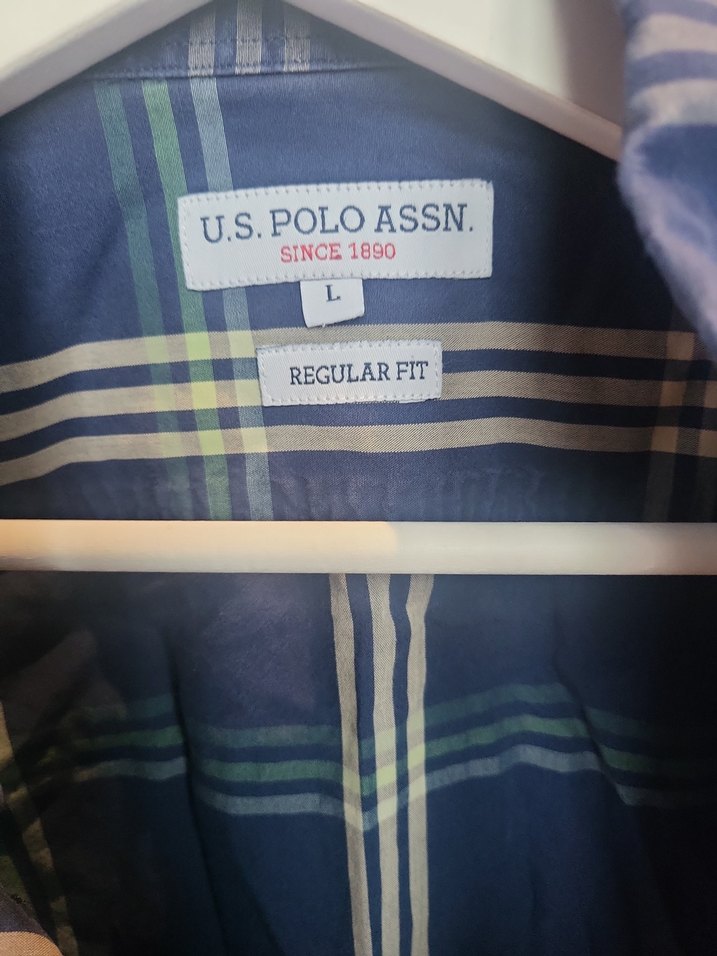 U.S. POLO ASSN.
SINCE 1890
L
REGULAR FIT